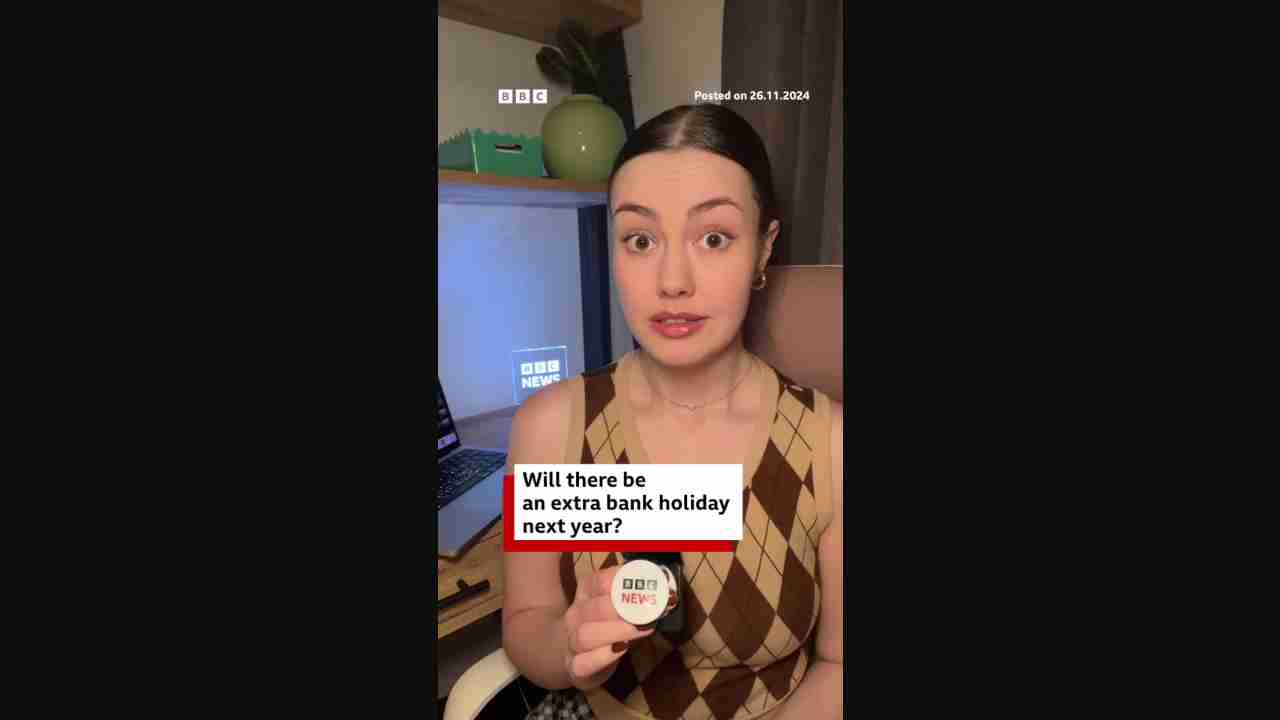 BBC
Posted on 26.11.2024
BBC
NEWS
Will there be
an extra bank holiday
next year?
BBC
NEWS